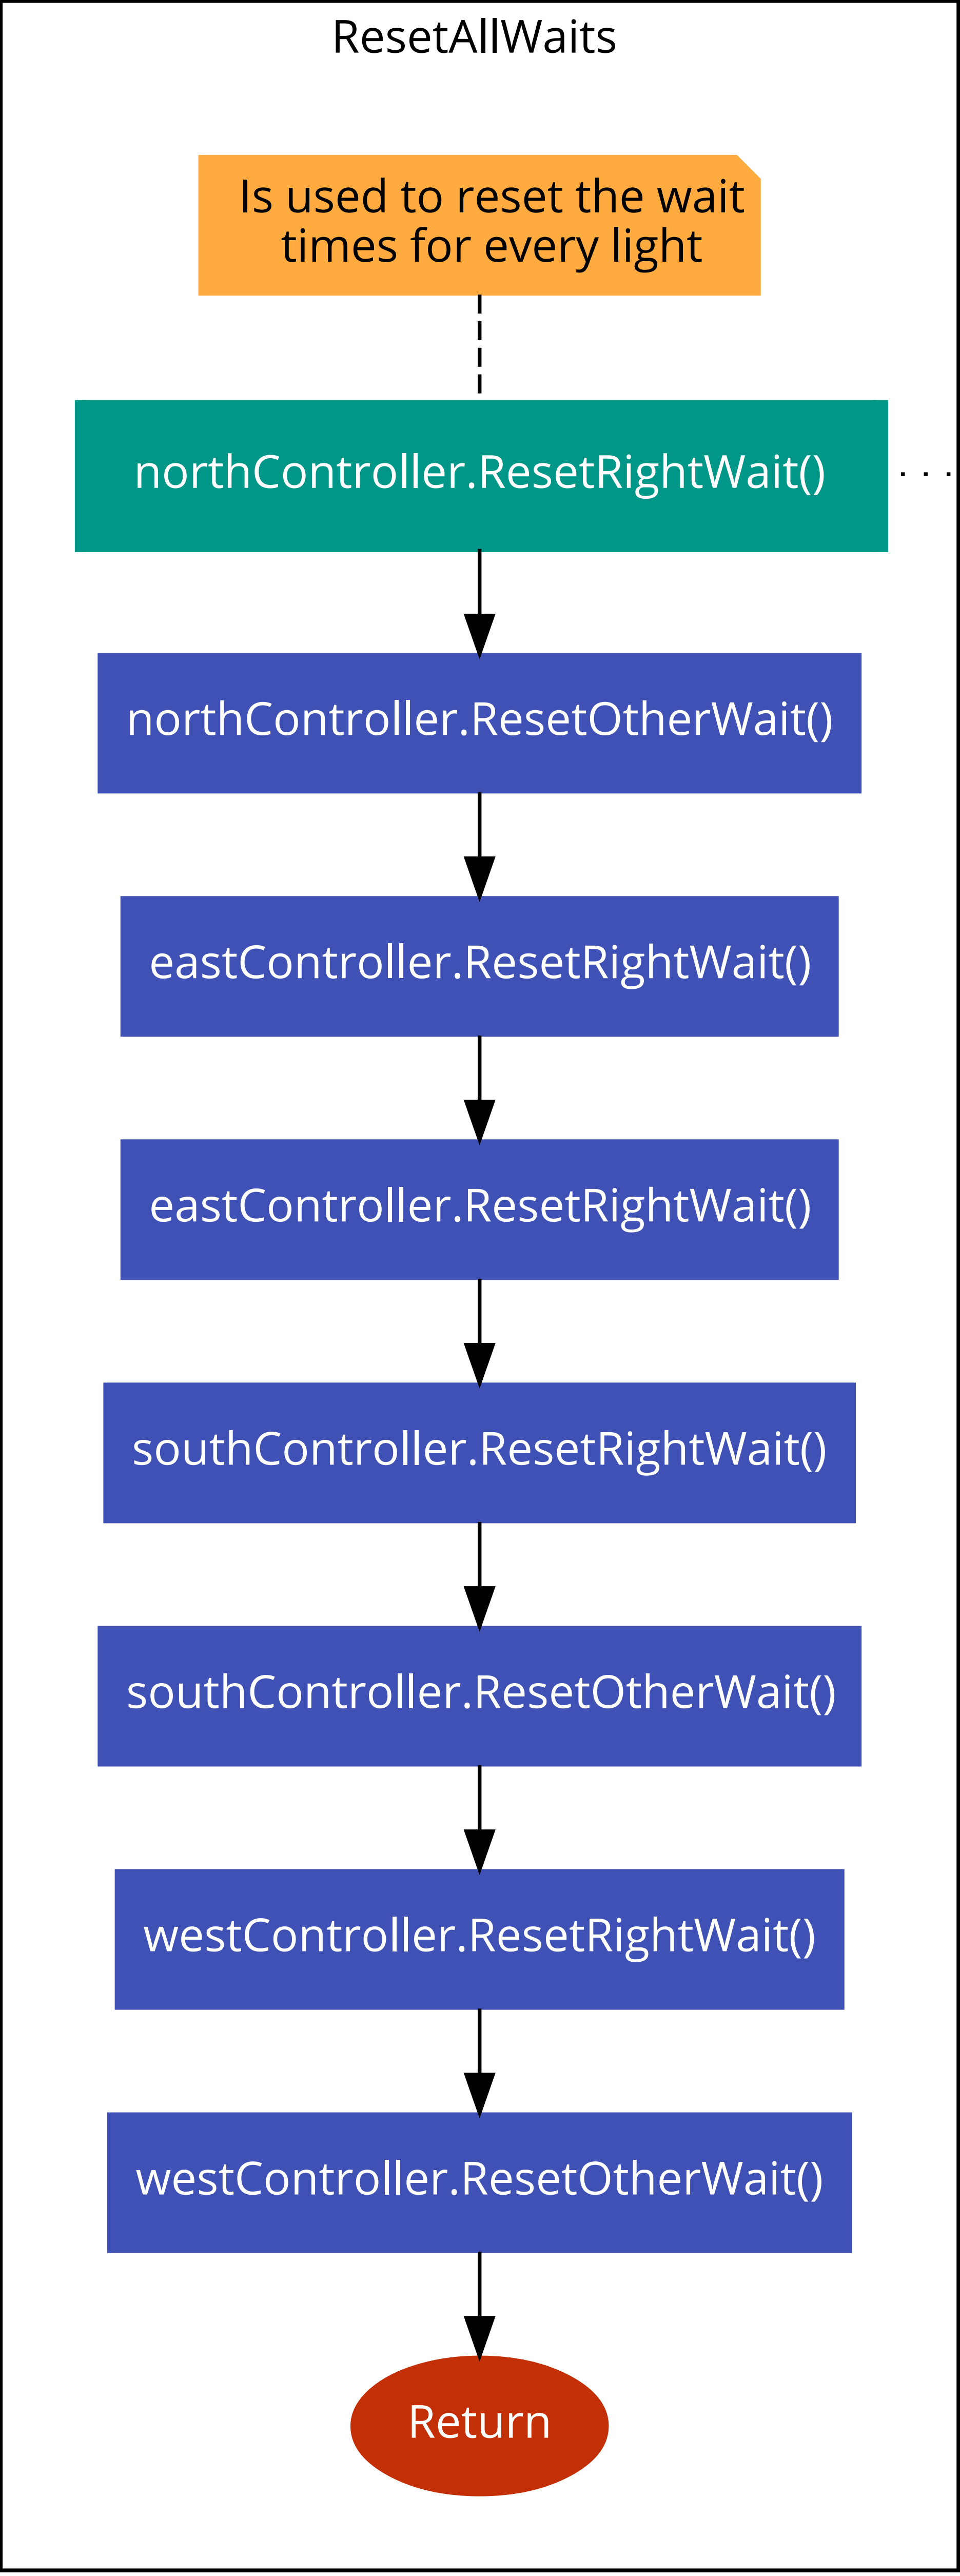 ResetAllWaits
Is used to reset the wait
times for every light
northController.ResetRightWait()
northController.ResetOtherWait()
eastController.ResetRightWait()
eastController.ResetRightWait()
southController.ResetRightWait()
southController.ResetOtherWait()
westController.ResetRightWait()
westController.ResetOtherWait()
Return